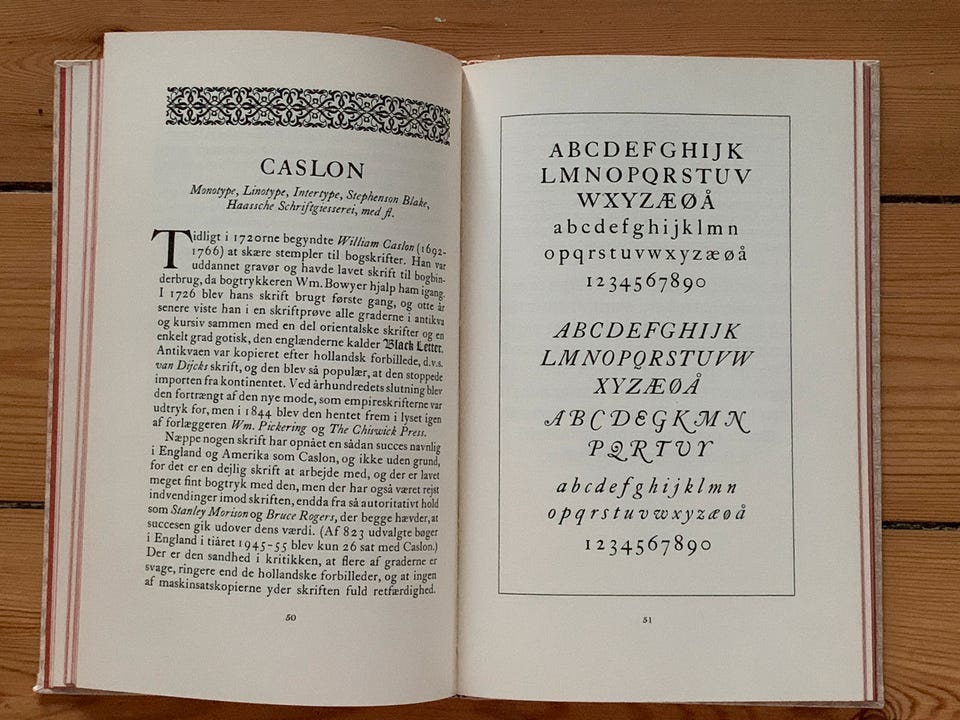 CASLON
Monotype, Linotype, Intertype, Stephenson Blake,
Haassche Schriftgiesserei, med fl.
Tidligt i 1720rne begyndte William Caslon (1692-
1766) at skære stempler til bogskrifter. Han var
uddannet gravør og havde lavet skrift til bogbin-
derbrug, da bogtrykkeren Wm. Bowyer hjalp ham igang.
I 1726 blev hans skrift brugt første gang, og otte år
senere viste han i en skriftprøve alle graderne i antikva
og kursiv sammen med en del orientalske skrifter og en
enkelt grad gotisk, den englænderne kalder Black Letter.
Antikvaen var kopieret efter hollandsk forbillede, d.v.s.
van Dijcks skrift, og den blev så populær, at den stoppede
importen fra kontinentet. Ved århundredets slutning blev
den fortrængt af den nye mode, som empireskrifterne var
udtryk for, men i 1844 blev den hentet frem i lyset igen
af forlæggeren Wm. Pickering og The Chiswick Press.
Næppe nogen skrift har opnået en sådan succes navnlig
i England og Amerika som Caslon, og ikke uden grund,
for det er en dejlig skrift at arbejde med, og der er lavet
meget fint bogtryk med den, men der har også været rejst
indvendinger imod skriften, endda fra så autoritativt hold
som Stanley Morison og Bruce Rogers, der begge hævder, at
succesen gik udover dens værdi. (Af 823 udvalgte bøger
i England i tiåret 1945-55 blev kun 26 sat med Caslon.)
Der er den sandhed i kritikken, at flere af graderne er
svage, ringere end de hollandske forbilleder, og at ingen
af maskinsatskopierne yder skriften fuld retfærdighed.
50
ABCDEFGHIJK
LMNOPQRSTUV
WXYZÆØÅ
abcdefghijklmn
opqrstuvwxyzæøå
1234567890
ABCDEFGHIJK
LMNOPQRSTUVW
XYZÆØÅ
ABCDEGKMN
PQRTUY
abcdefghijklmn
opqrstuvwxyzæøå
1234567890
51